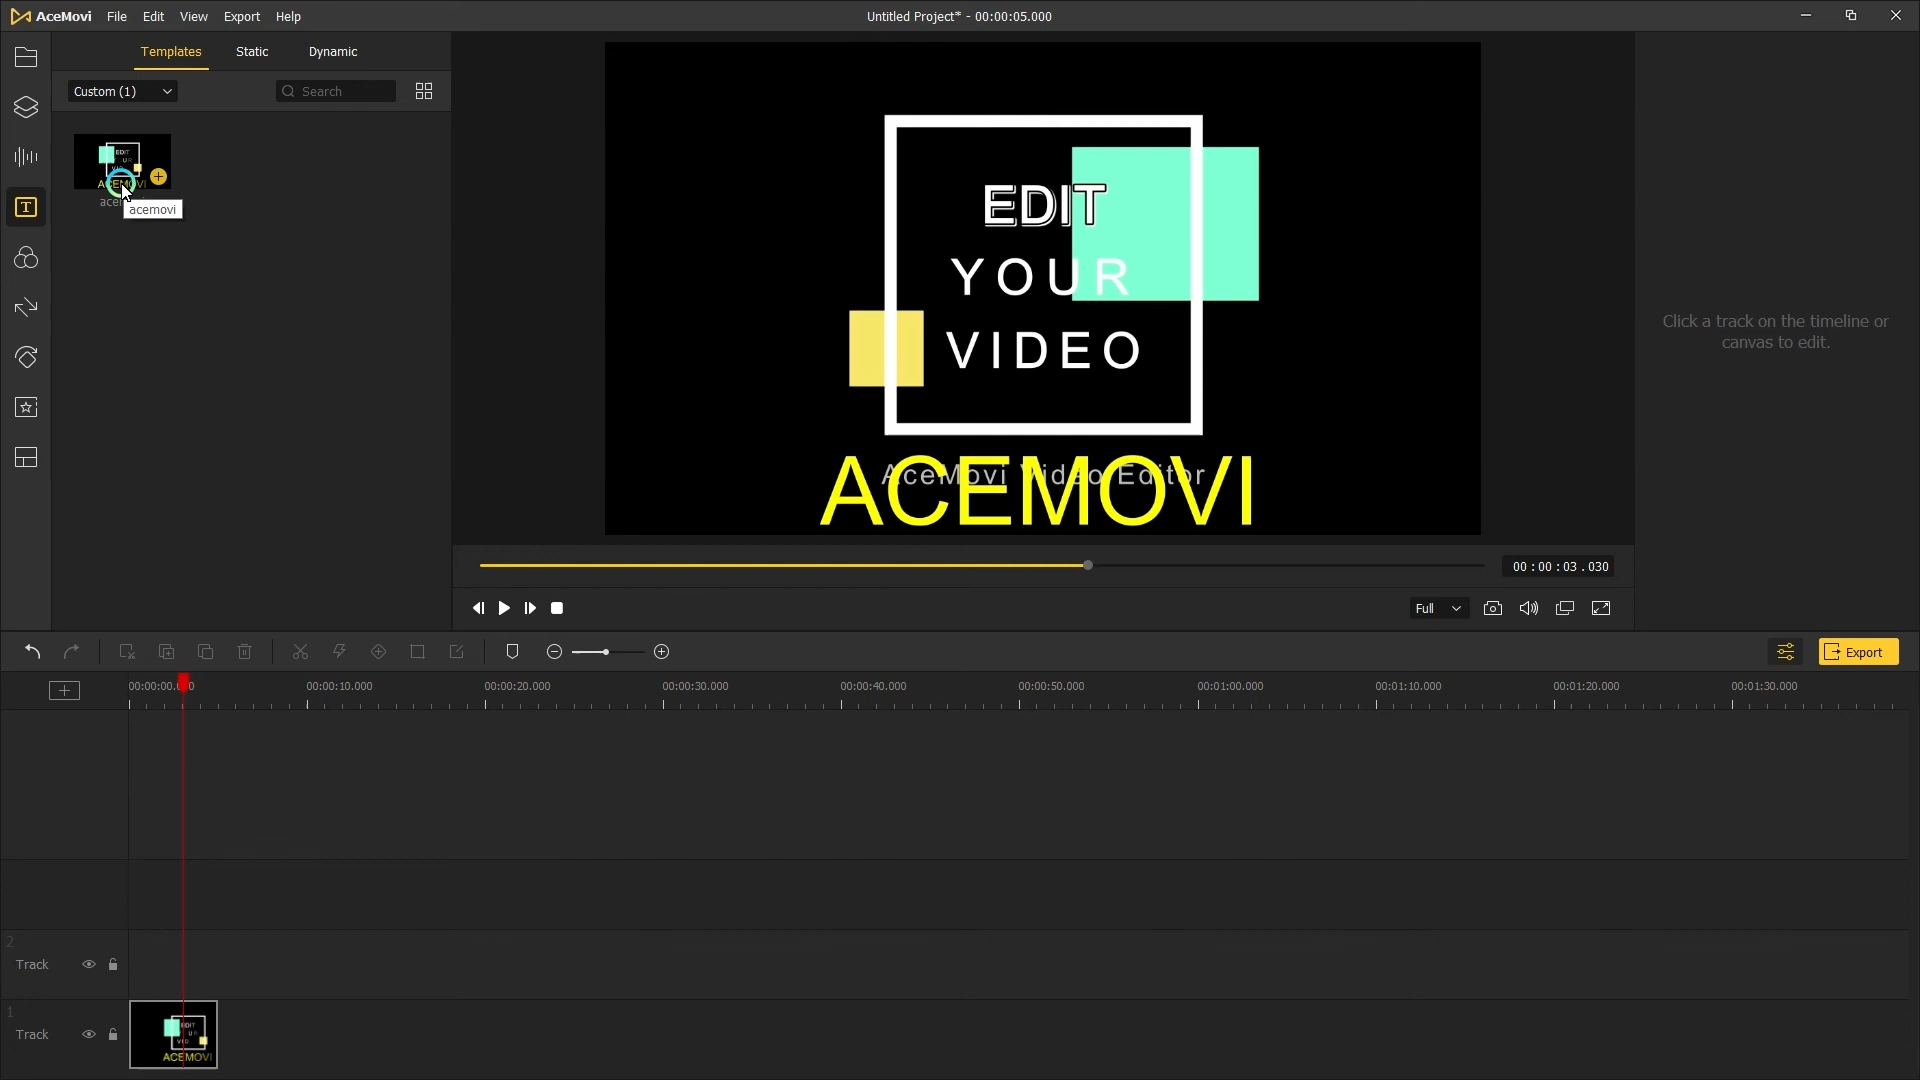 AceMovi File Edit View Export Help Untitled Project* - 00:00:05.000
Templates Static Dynamic
Custom (1) Search
EDIT
YOUR
VIDEO
ACEMOVI
AceMovi Video Editor
EDIT
ACEMOVI
acemovi
Click a track on the timeline or
canvas to edit.
00:00:03.030
Full
Export
00:00:10.000 00:00:20.000 00:00:30.000 00:00:40.000 00:00:50.000 00:01:00.000 00:01:10.000 00:01:20.000 00:01:30.000
2
Track
1
Track
EDIT
ACEMOVI